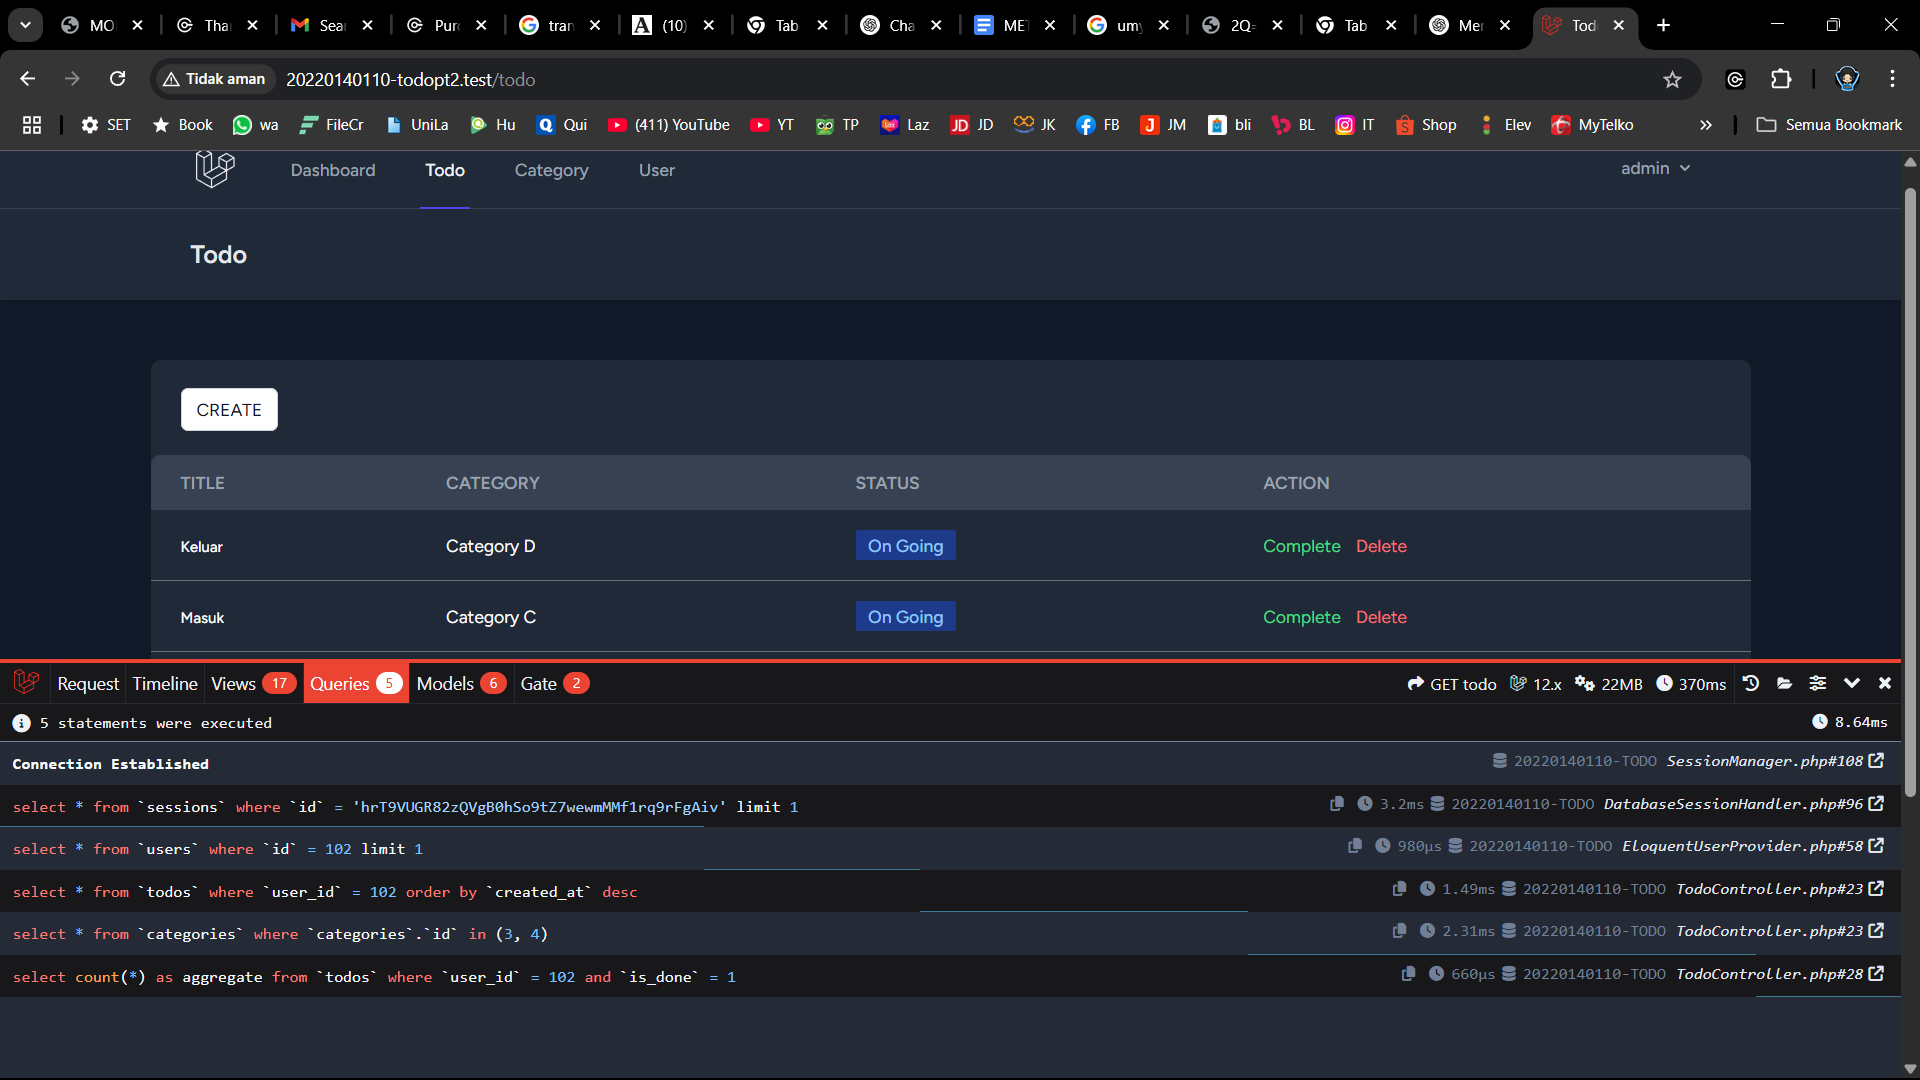 MO
Thar
Sear
Purc
tran
(10)
Tab
Cha
MET
umy
2Q=
Tab
Mer
Tod
Tidak aman 20220140110-todopt2.test/todo
SET Book wa FileCr UniLa Hu Qui (411) YouTube YT TP Laz JD JK FB JM bli BL IT Shop Elev MyTelko » Semua Bookmark
Dashboard Todo Category User admin
Todo
CREATE
TITLE CATEGORY STATUS ACTION
Keluar Category D On Going Complete Delete
Masuk Category C On Going Complete Delete
Request Timeline Views 17 Queries 5 Models 6 Gate 2 GET todo 12.x 22MB 370ms
5 statements were executed 8.64ms
Connection Established 20220140110-TODO SessionManager.php#108
select * from `sessions` where `id` = 'hrT9VUGR82zQVgB0hSo9tZ7wewmMMf1rq9rFgAiv' limit 1 3.2ms 20220140110-TODO DatabaseSessionHandler.php#96
select * from `users` where `id` = 102 limit 1 980μs 20220140110-TODO EloquentUserProvider.php#58
select * from `todos` where `user_id` = 102 order by `created_at` desc 1.49ms 20220140110-TODO TodoController.php#23
select * from `categories` where `categories`.`id` in (3, 4) 2.31ms 20220140110-TODO TodoController.php#23
select count(*) as aggregate from `todos` where `user_id` = 102 and `is_done` = 1 660μs 20220140110-TODO TodoController.php#28